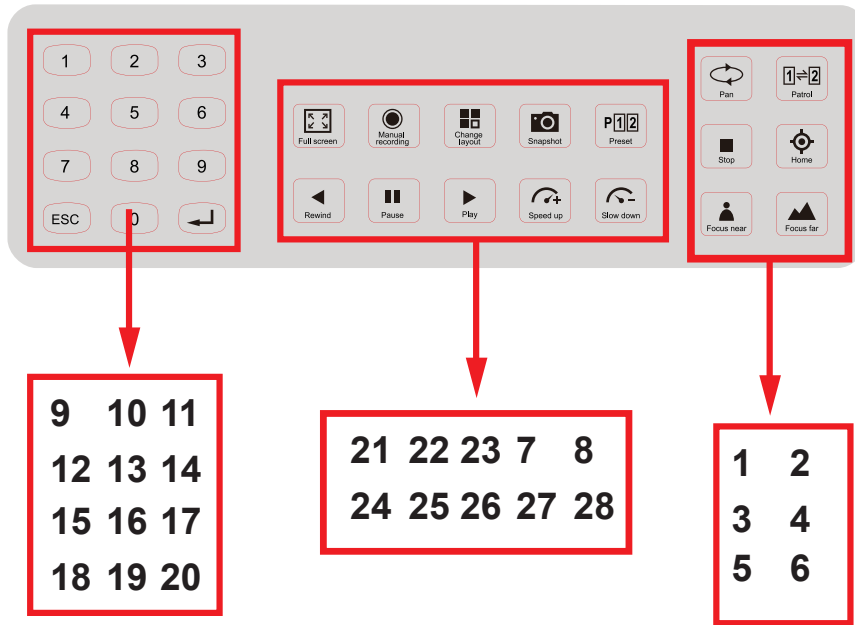 1 2 3
4 5 6
7 8 9
ESC 0
Full screen
Manual
recording
Change
layout
Snapshot
P12
Preset
Rewind
Pause
Play
Speed up
Slow down
Pan
1⇌2
Patrol
Stop
Home
Focus near
Focus far
9 10 11
12 13 14
15 16 17
18 19 20
21 22 23 7 8
24 25 26 27 28
1 2
3 4
5 6